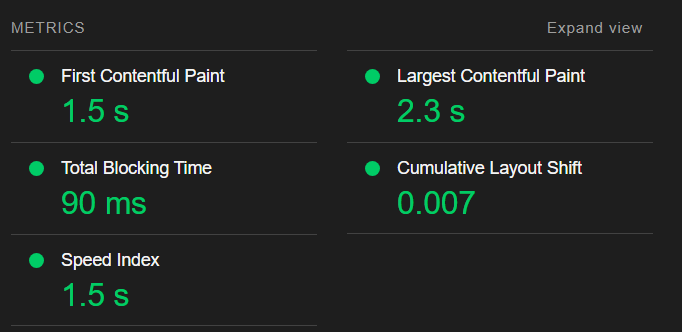 METRICS
Expand view
First Contentful Paint
1.5 s
Largest Contentful Paint
2.3 s
Total Blocking Time
90 ms
Cumulative Layout Shift
0.007
Speed Index
1.5 s